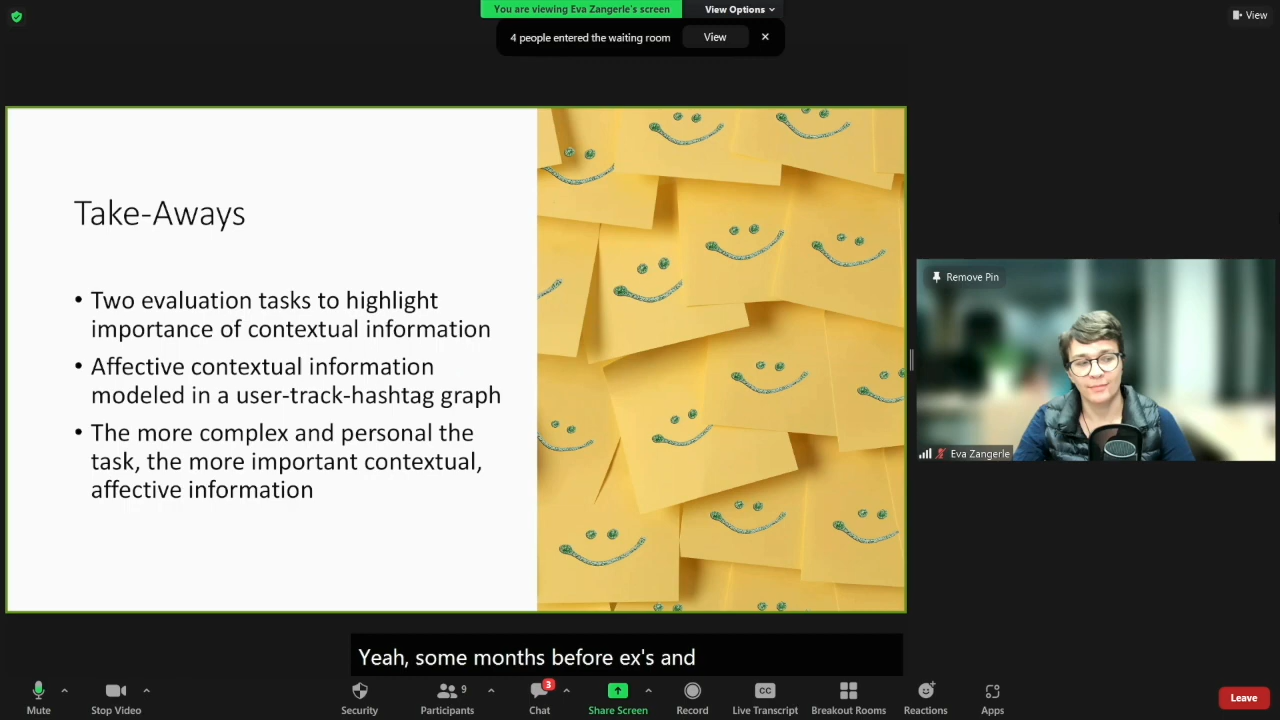 You are viewing Eva Zangerle's screen
View Options
View
4 people entered the waiting room
View
Take-Aways
• Two evaluation tasks to highlight
importance of contextual information
• Affective contextual information
modeled in a user-track-hashtag graph
• The more complex and personal the
task, the more important contextual,
affective information
Remove Pin
Eva Zangerle
Yeah, some months before ex's and
Mute
Stop Video
Security
9
Participants
3
Chat
Share Screen
Record
CC
Live Transcript
Breakout Rooms
Reactions
Apps
Leave